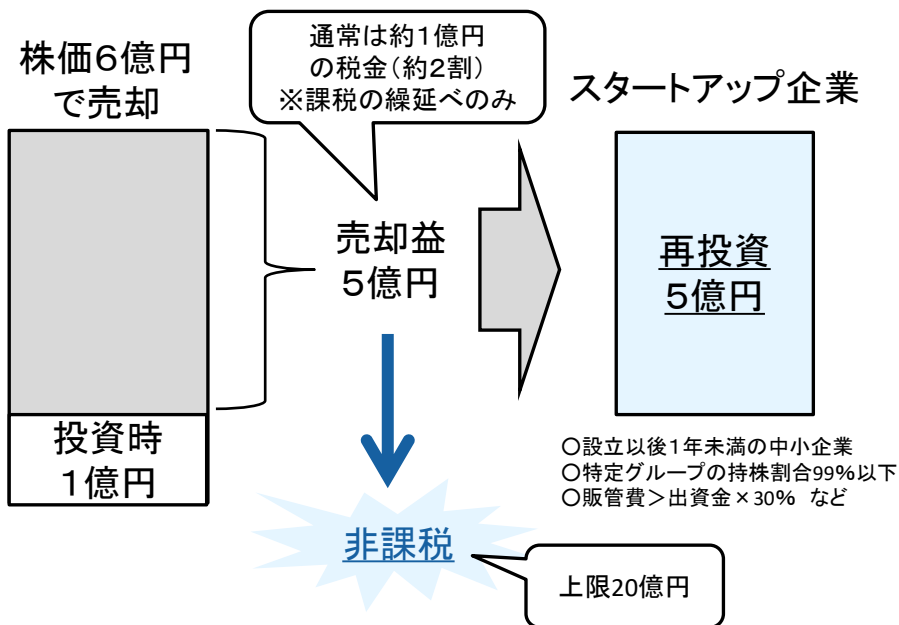 株価６億円
で売却
通常は約１億円
の税金（約２割）
※課税の繰延べのみ
スタートアップ企業
売却益
５億円
再投資
５億円
投資時
１億円
〇設立以後１年未満の中小企業
〇特定グループの持株割合99%以下
〇販管費＞出資金×30%　など
非課税
上限20億円